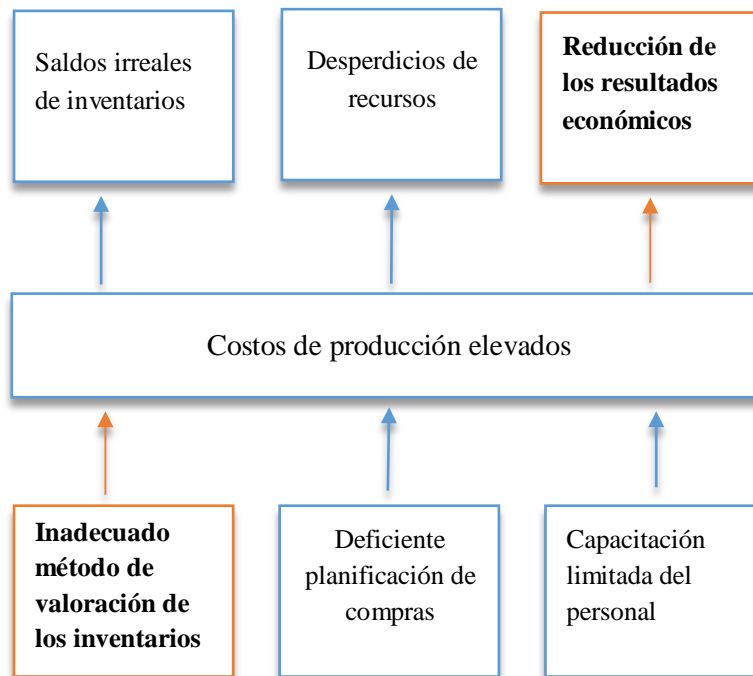 Saldos irreales
de inventarios
Desperdicios de
recursos
Reducción de
los resultados
económicos
Costos de producción elevados
Inadecuado
método de
valoración de
los inventarios
Deficiente
planificación de
compras
Capacitación
limitada del
personal